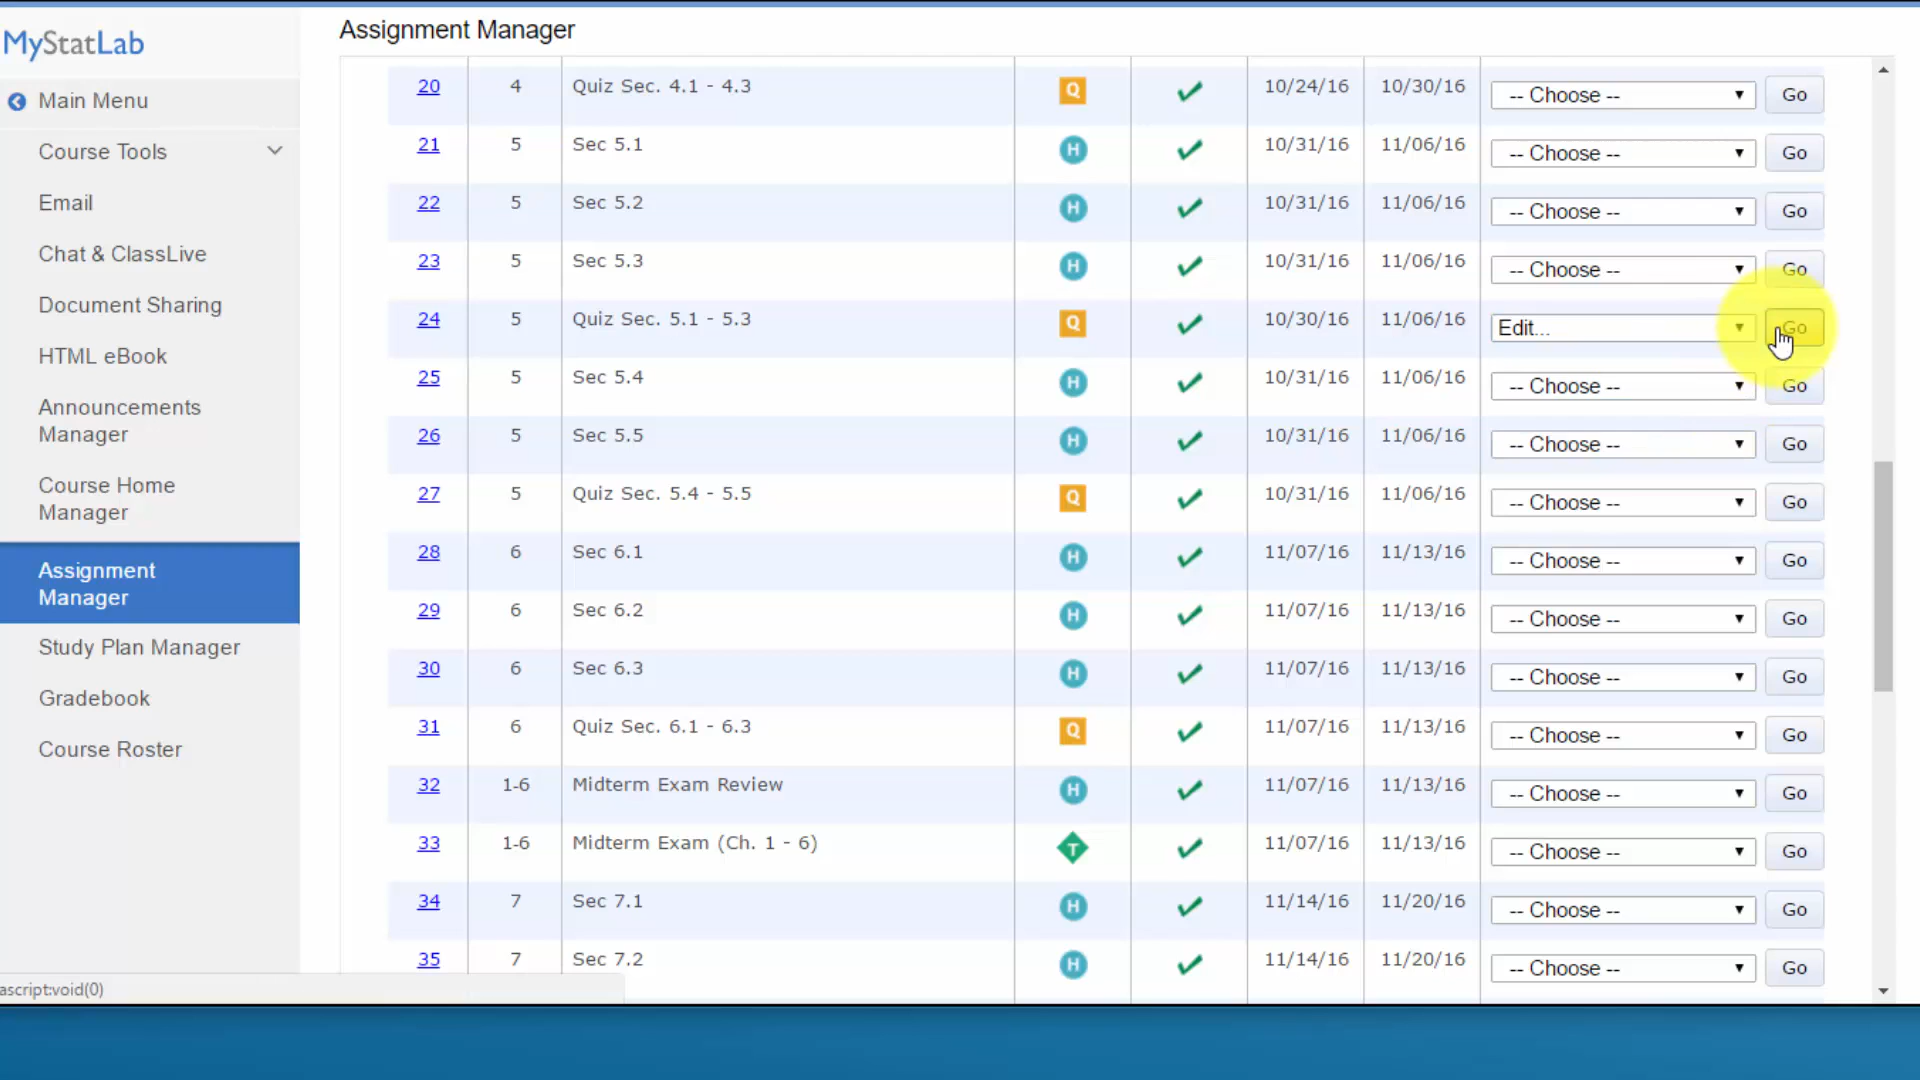 Assignment Manager
MyStatLab
Main Menu
Course Tools
Email
Chat & ClassLive
Document Sharing
HTML eBook
Announcements
Manager
Course Home
Manager
Assignment
Manager
Study Plan Manager
Gradebook
Course Roster
20 4 Quiz Sec. 4.1 - 4.3 Q 10/24/16 10/30/16 -- Choose -- Go
21 5 Sec 5.1 H 10/31/16 11/06/16 -- Choose -- Go
22 5 Sec 5.2 H 10/31/16 11/06/16 -- Choose -- Go
23 5 Sec 5.3 H 10/31/16 11/06/16 -- Choose -- Go
24 5 Quiz Sec. 5.1 - 5.3 Q 10/30/16 11/06/16 Edit... Go
25 5 Sec 5.4 H 10/31/16 11/06/16 -- Choose -- Go
26 5 Sec 5.5 H 10/31/16 11/06/16 -- Choose -- Go
27 5 Quiz Sec. 5.4 - 5.5 Q 10/31/16 11/06/16 -- Choose -- Go
28 6 Sec 6.1 H 11/07/16 11/13/16 -- Choose -- Go
29 6 Sec 6.2 H 11/07/16 11/13/16 -- Choose -- Go
30 6 Sec 6.3 H 11/07/16 11/13/16 -- Choose -- Go
31 6 Quiz Sec. 6.1 - 6.3 Q 11/07/16 11/13/16 -- Choose -- Go
32 1-6 Midterm Exam Review H 11/07/16 11/13/16 -- Choose -- Go
33 1-6 Midterm Exam (Ch. 1 - 6) T 11/07/16 11/13/16 -- Choose -- Go
34 7 Sec 7.1 H 11/14/16 11/20/16 -- Choose -- Go
35 7 Sec 7.2 H 11/14/16 11/20/16 -- Choose -- Go
ascript:void(0)